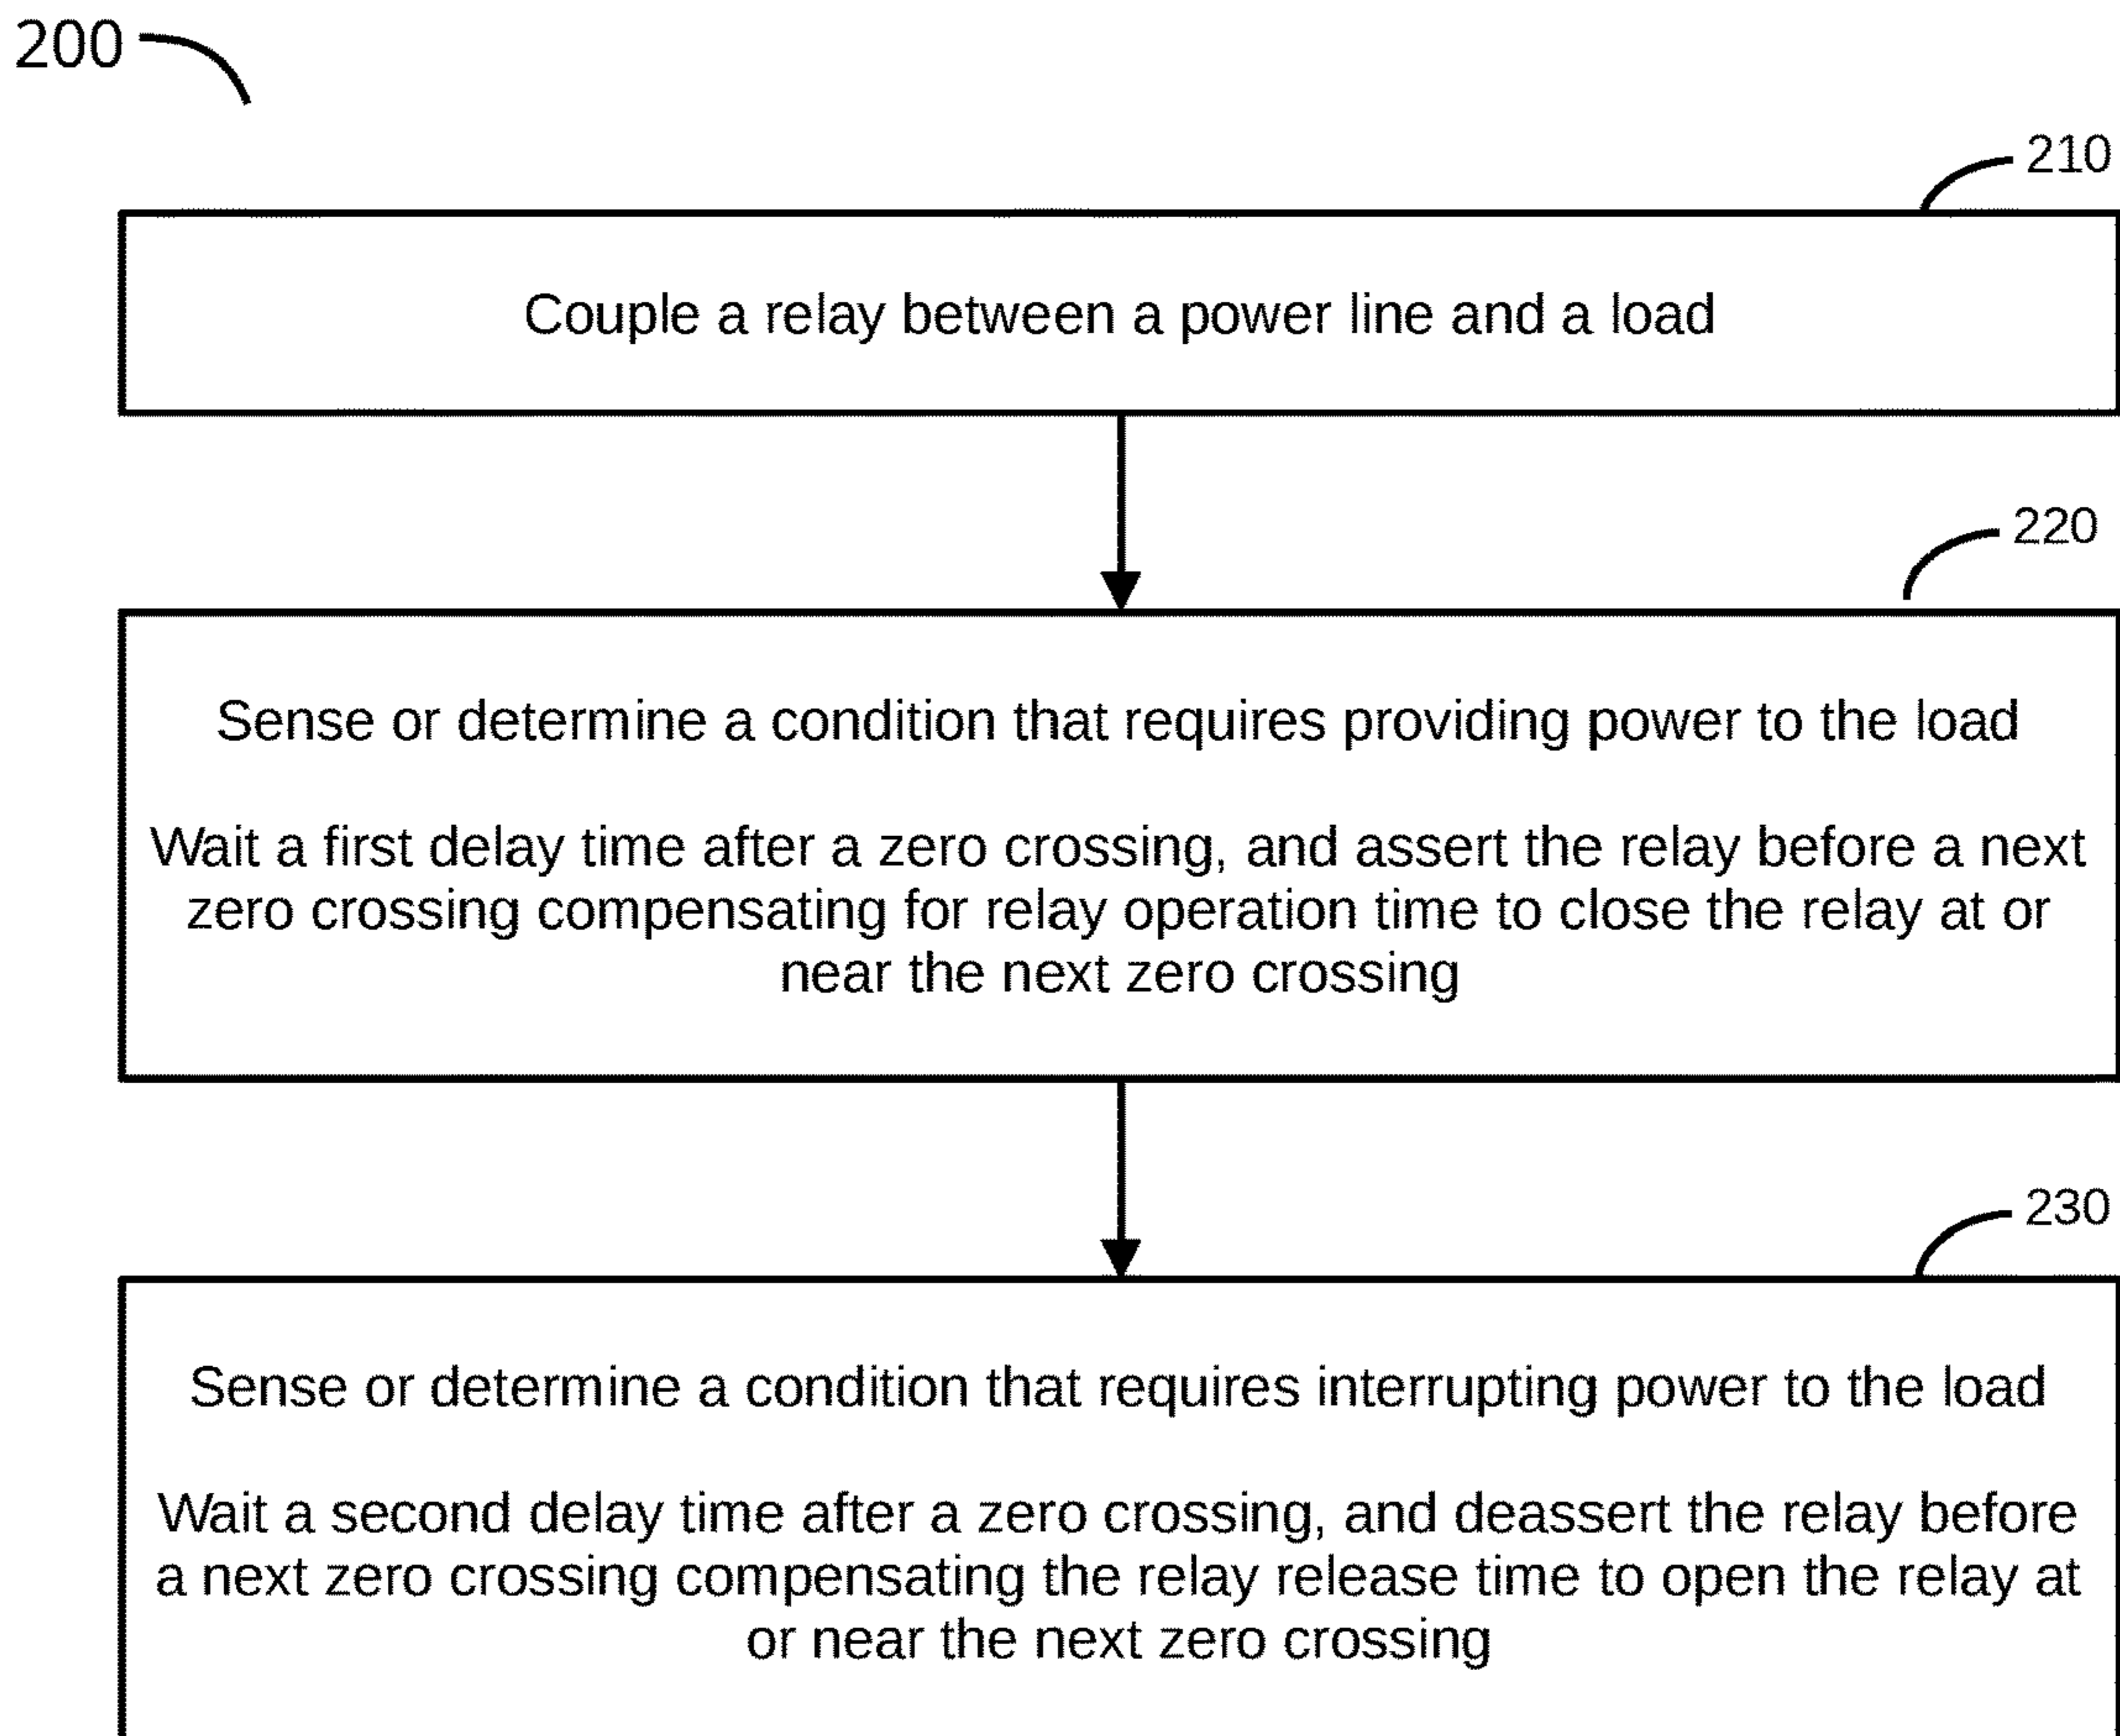 200
210
Couple a relay between a power line and a load
220
Sense or determine a condition that requires providing power to the load
Wait a first delay time after a zero crossing, and assert the relay before a next
zero crossing compensating for relay operation time to close the relay at or
near the next zero crossing
230
Sense or determine a condition that requires interrupting power to the load
Wait a second delay time after a zero crossing, and deassert the relay before
a next zero crossing compensating the relay release time to open the relay at
or near the next zero crossing